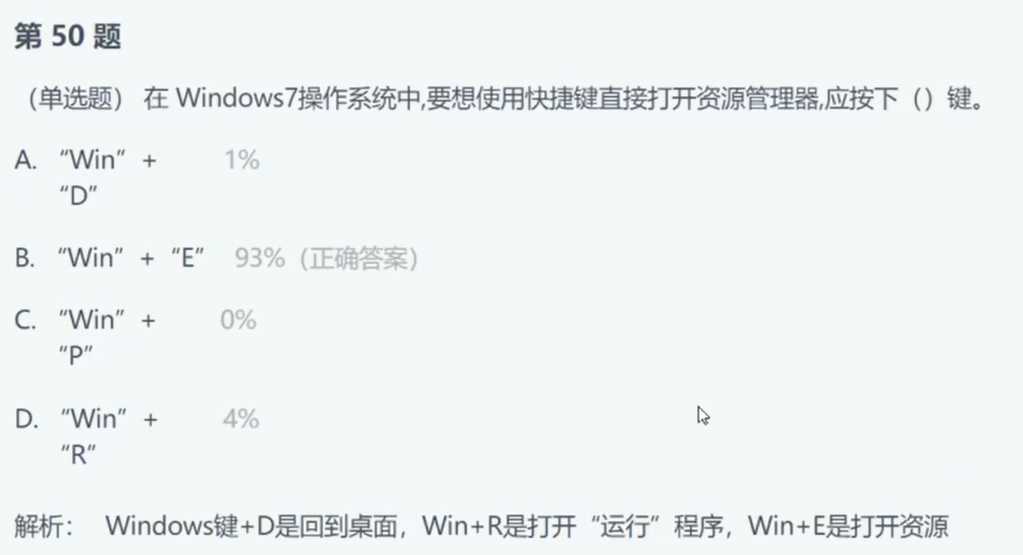 第 50 题
（单选题） 在 Windows7操作系统中,要想使用快捷键直接打开资源管理器,应按下（）键。
A. “Win” + 1%
“D”
B. “Win” + “E” 93%（正确答案）
C. “Win” + 0%
“P”
D. “Win” + 4%
“R”
解析： Windows键+D是回到桌面，Win+R是打开“运行”程序，Win+E是打开资源